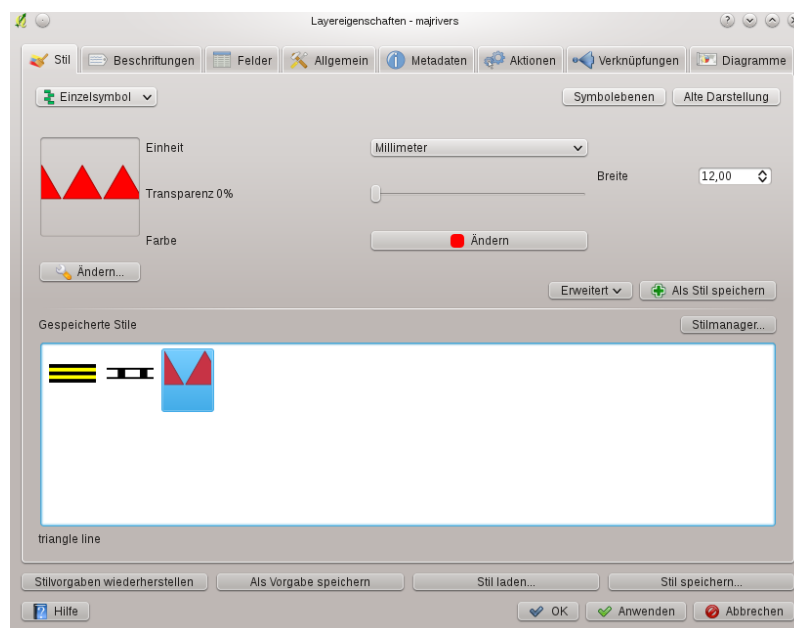 Layereigenschaften - majrivers
Stil Beschriftungen Felder Allgemein Metadaten Aktionen Verknüpfungen Diagramme
Einzelsymbol Symbolebenen Alte Darstellung
Einheit Millimeter
Breite 12,00
Transparenz 0%
Farbe Ändern
Ändern...
Erweitert Als Stil speichern
Gespeicherte Stile Stilmanager...
triangle line
Stilvorgaben wiederherstellen Als Vorgabe speichern Stil laden... Stil speichern...
Hilfe OK Anwenden Abbrechen